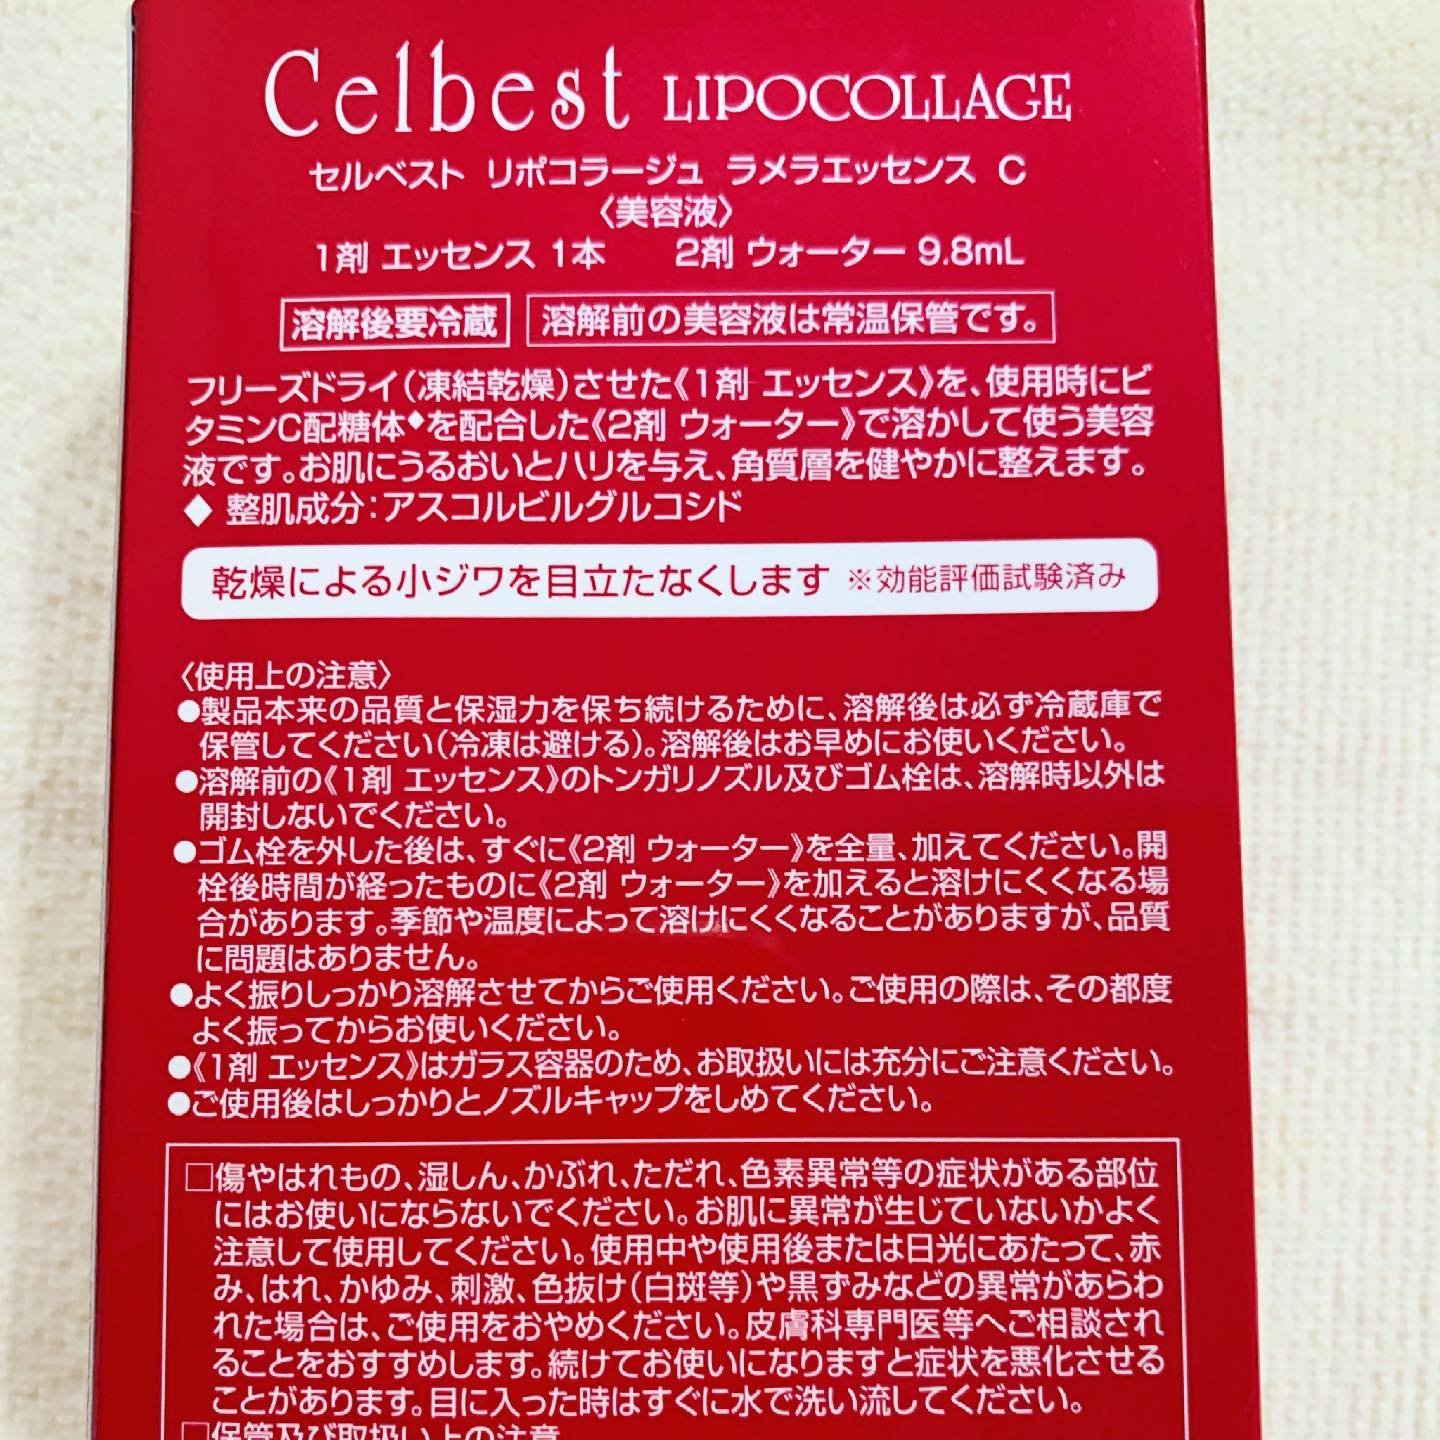 Celbest LIPOCOLLAGE
セルベスト リポコラージュ ラメラエッセンス C
〈美容液〉
1剤 エッセンス 1本　2剤 ウォーター 9.8mL
溶解後要冷蔵　溶解前の美容液は常温保管です。
フリーズドライ(凍結乾燥)させた《1剤 エッセンス》を、使用時にビ
タミンC配糖体◆を配合した《2剤 ウォーター》で溶かして使う美容
液です。お肌にうるおいとハリを与え、角質層を健やかに整えます。
◆ 整肌成分:アスコルビルグルコシド
乾燥による小ジワを目立たなくします ※効能評価試験済み
〈使用上の注意〉
●製品本来の品質と保湿力を保ち続けるために、溶解後は必ず冷蔵庫で
保管してください(冷凍は避ける)。溶解後はお早めにお使いください。
●溶解前の《1剤 エッセンス》のトンガリノズル及びゴム栓は、溶解時以外は
開封しないでください。
●ゴム栓を外した後は、すぐに《2剤 ウォーター》を全量、加えてください。開
栓後時間が経ったものに《2剤 ウォーター》を加えると溶けにくくなる場
合があります。季節や温度によって溶けにくくなることがありますが、品質
に問題はありません。
●よく振りしっかり溶解させてからご使用ください。ご使用の際は、その都度
よく振ってからお使いください。
●《1剤 エッセンス》はガラス容器のため、お取扱いには充分にご注意ください。
●ご使用後はしっかりとノズルキャップをしめてください。
□傷やはれもの、湿しん、かぶれ、ただれ、色素異常等の症状がある部位
にはお使いにならないでください。お肌に異常が生じていないかよく
注意して使用してください。使用中や使用後または日光にあたって、赤
み、はれ、かゆみ、刺激、色抜け(白斑等)や黒ずみなどの異常があらわ
れた場合は、ご使用をおやめください。皮膚科専門医等へご相談され
ることをおすすめします。続けてお使いになりますと症状を悪化させる
ことがあります。目に入った時はすぐに水で洗い流してください。
□保管及び取扱い上の注意